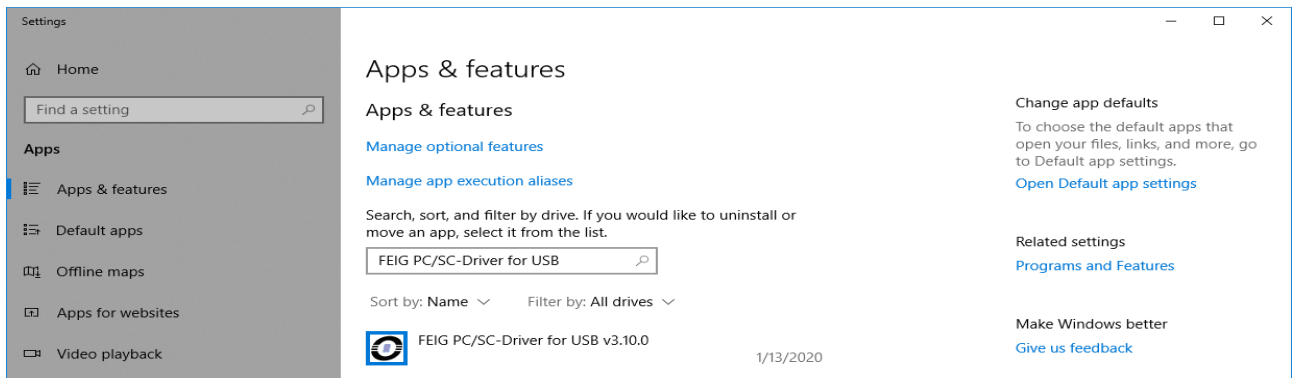 Settings
Home
Find a setting
Apps
Apps & features
Default apps
Offline maps
Apps for websites
Video playback
Apps & features
Apps & features
Manage optional features
Manage app execution aliases
Search, sort, and filter by drive. If you would like to uninstall or
move an app, select it from the list.
FEIG PC/SC-Driver for USB
Sort by: Name
Filter by: All drives
FEIG PC/SC-Driver for USB v3.10.0
1/13/2020
Change app defaults
To choose the default apps that
open your files, links, and more, go
to Default app settings.
Open Default app settings
Related settings
Programs and Features
Make Windows better
Give us feedback